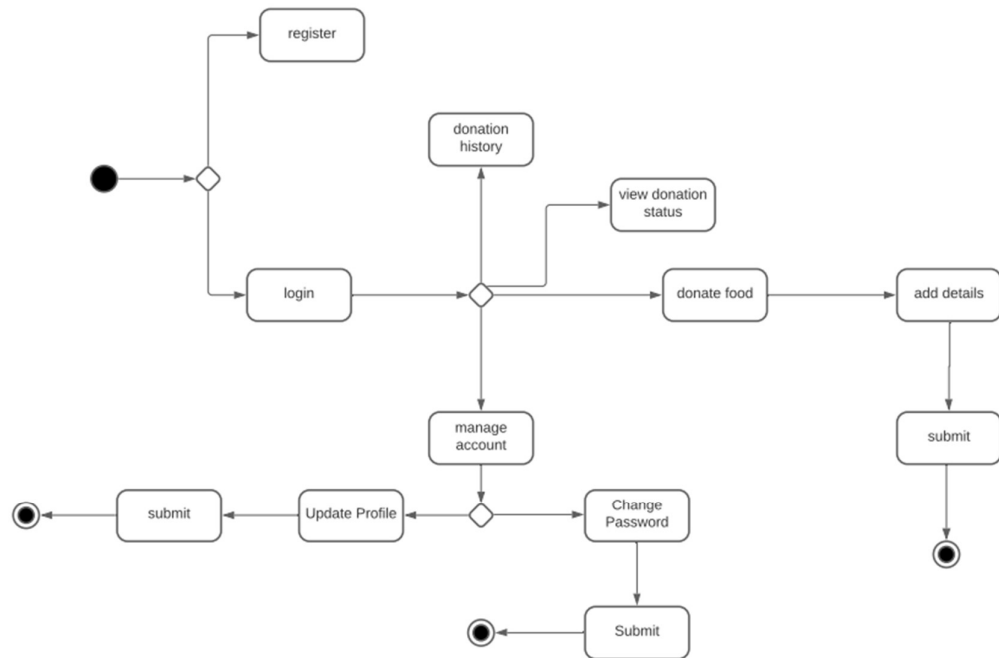 register
donation
history
view donation
status
login
donate food
add details
manage
account
submit
submit
Update Profile
Change
Password
Submit